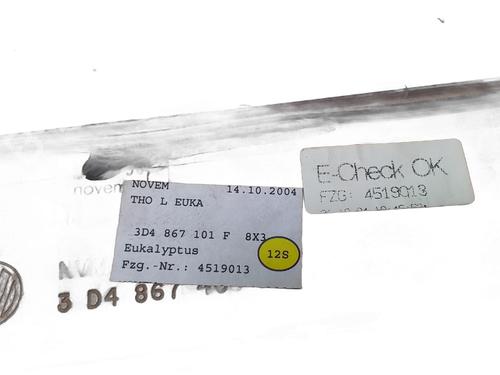 E-Check OK
FZG: 4519013
novem
NOVEM 14.10.2004
THO L EUKA
3D4 867 101 F 8X3
Eukalyptus 12S
Fzg.-Nr.: 4519013
3 D4 867